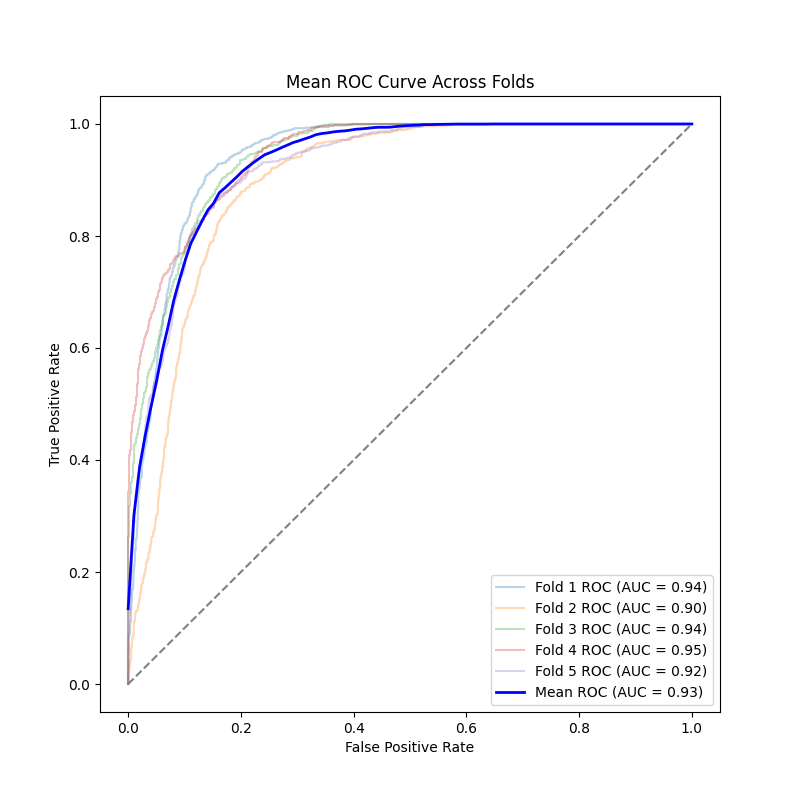 Mean ROC Curve Across Folds
True Positive Rate
1.0
0.8
0.6
0.4
0.2
0.0
0.0 0.2 0.4 0.6 0.8 1.0
False Positive Rate
Fold 1 ROC (AUC = 0.94)
Fold 2 ROC (AUC = 0.90)
Fold 3 ROC (AUC = 0.94)
Fold 4 ROC (AUC = 0.95)
Fold 5 ROC (AUC = 0.92)
Mean ROC (AUC = 0.93)